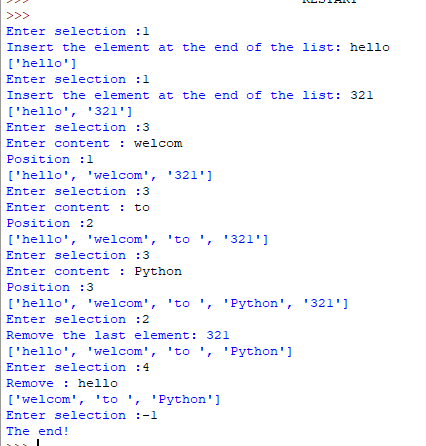 >>> RESTART
>>>
Enter selection :1
Insert the element at the end of the list: hello
['hello']
Enter selection :1
Insert the element at the end of the list: 321
['hello', '321']
Enter selection :3
Enter content : welcom
Position :1
['hello', 'welcom', '321']
Enter selection :3
Enter content : to
Position :2
['hello', 'welcom', 'to ', '321']
Enter selection :3
Enter content : Python
Position :3
['hello', 'welcom', 'to ', 'Python', '321']
Enter selection :2
Remove the last element: 321
['hello', 'welcom', 'to ', 'Python']
Enter selection :4
Remove : hello
['welcom', 'to ', 'Python']
Enter selection :-1
The end!
>>>